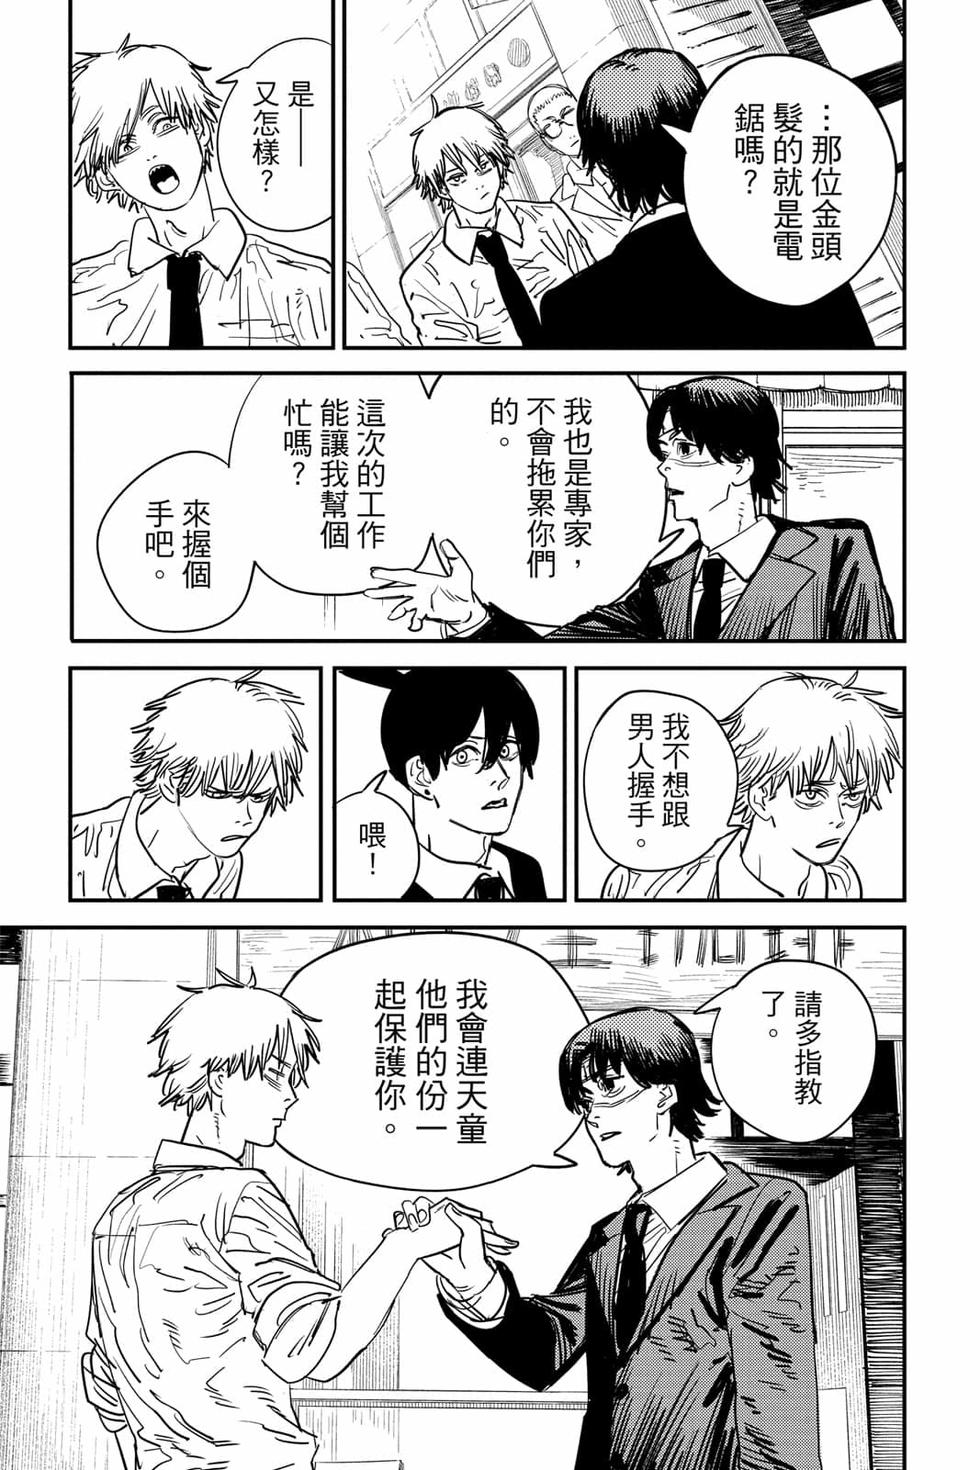 …那位金頭
髮的就是電
鋸嗎？
是——
又怎樣？
我也是專家，
不會拖累你們
的。
這次的工作
能讓我幫個
忙嗎？
來握個
手吧。
我不想跟
男人握手。
喂！
請多指教
了。
我會連天童
他們的份一
起保護你。